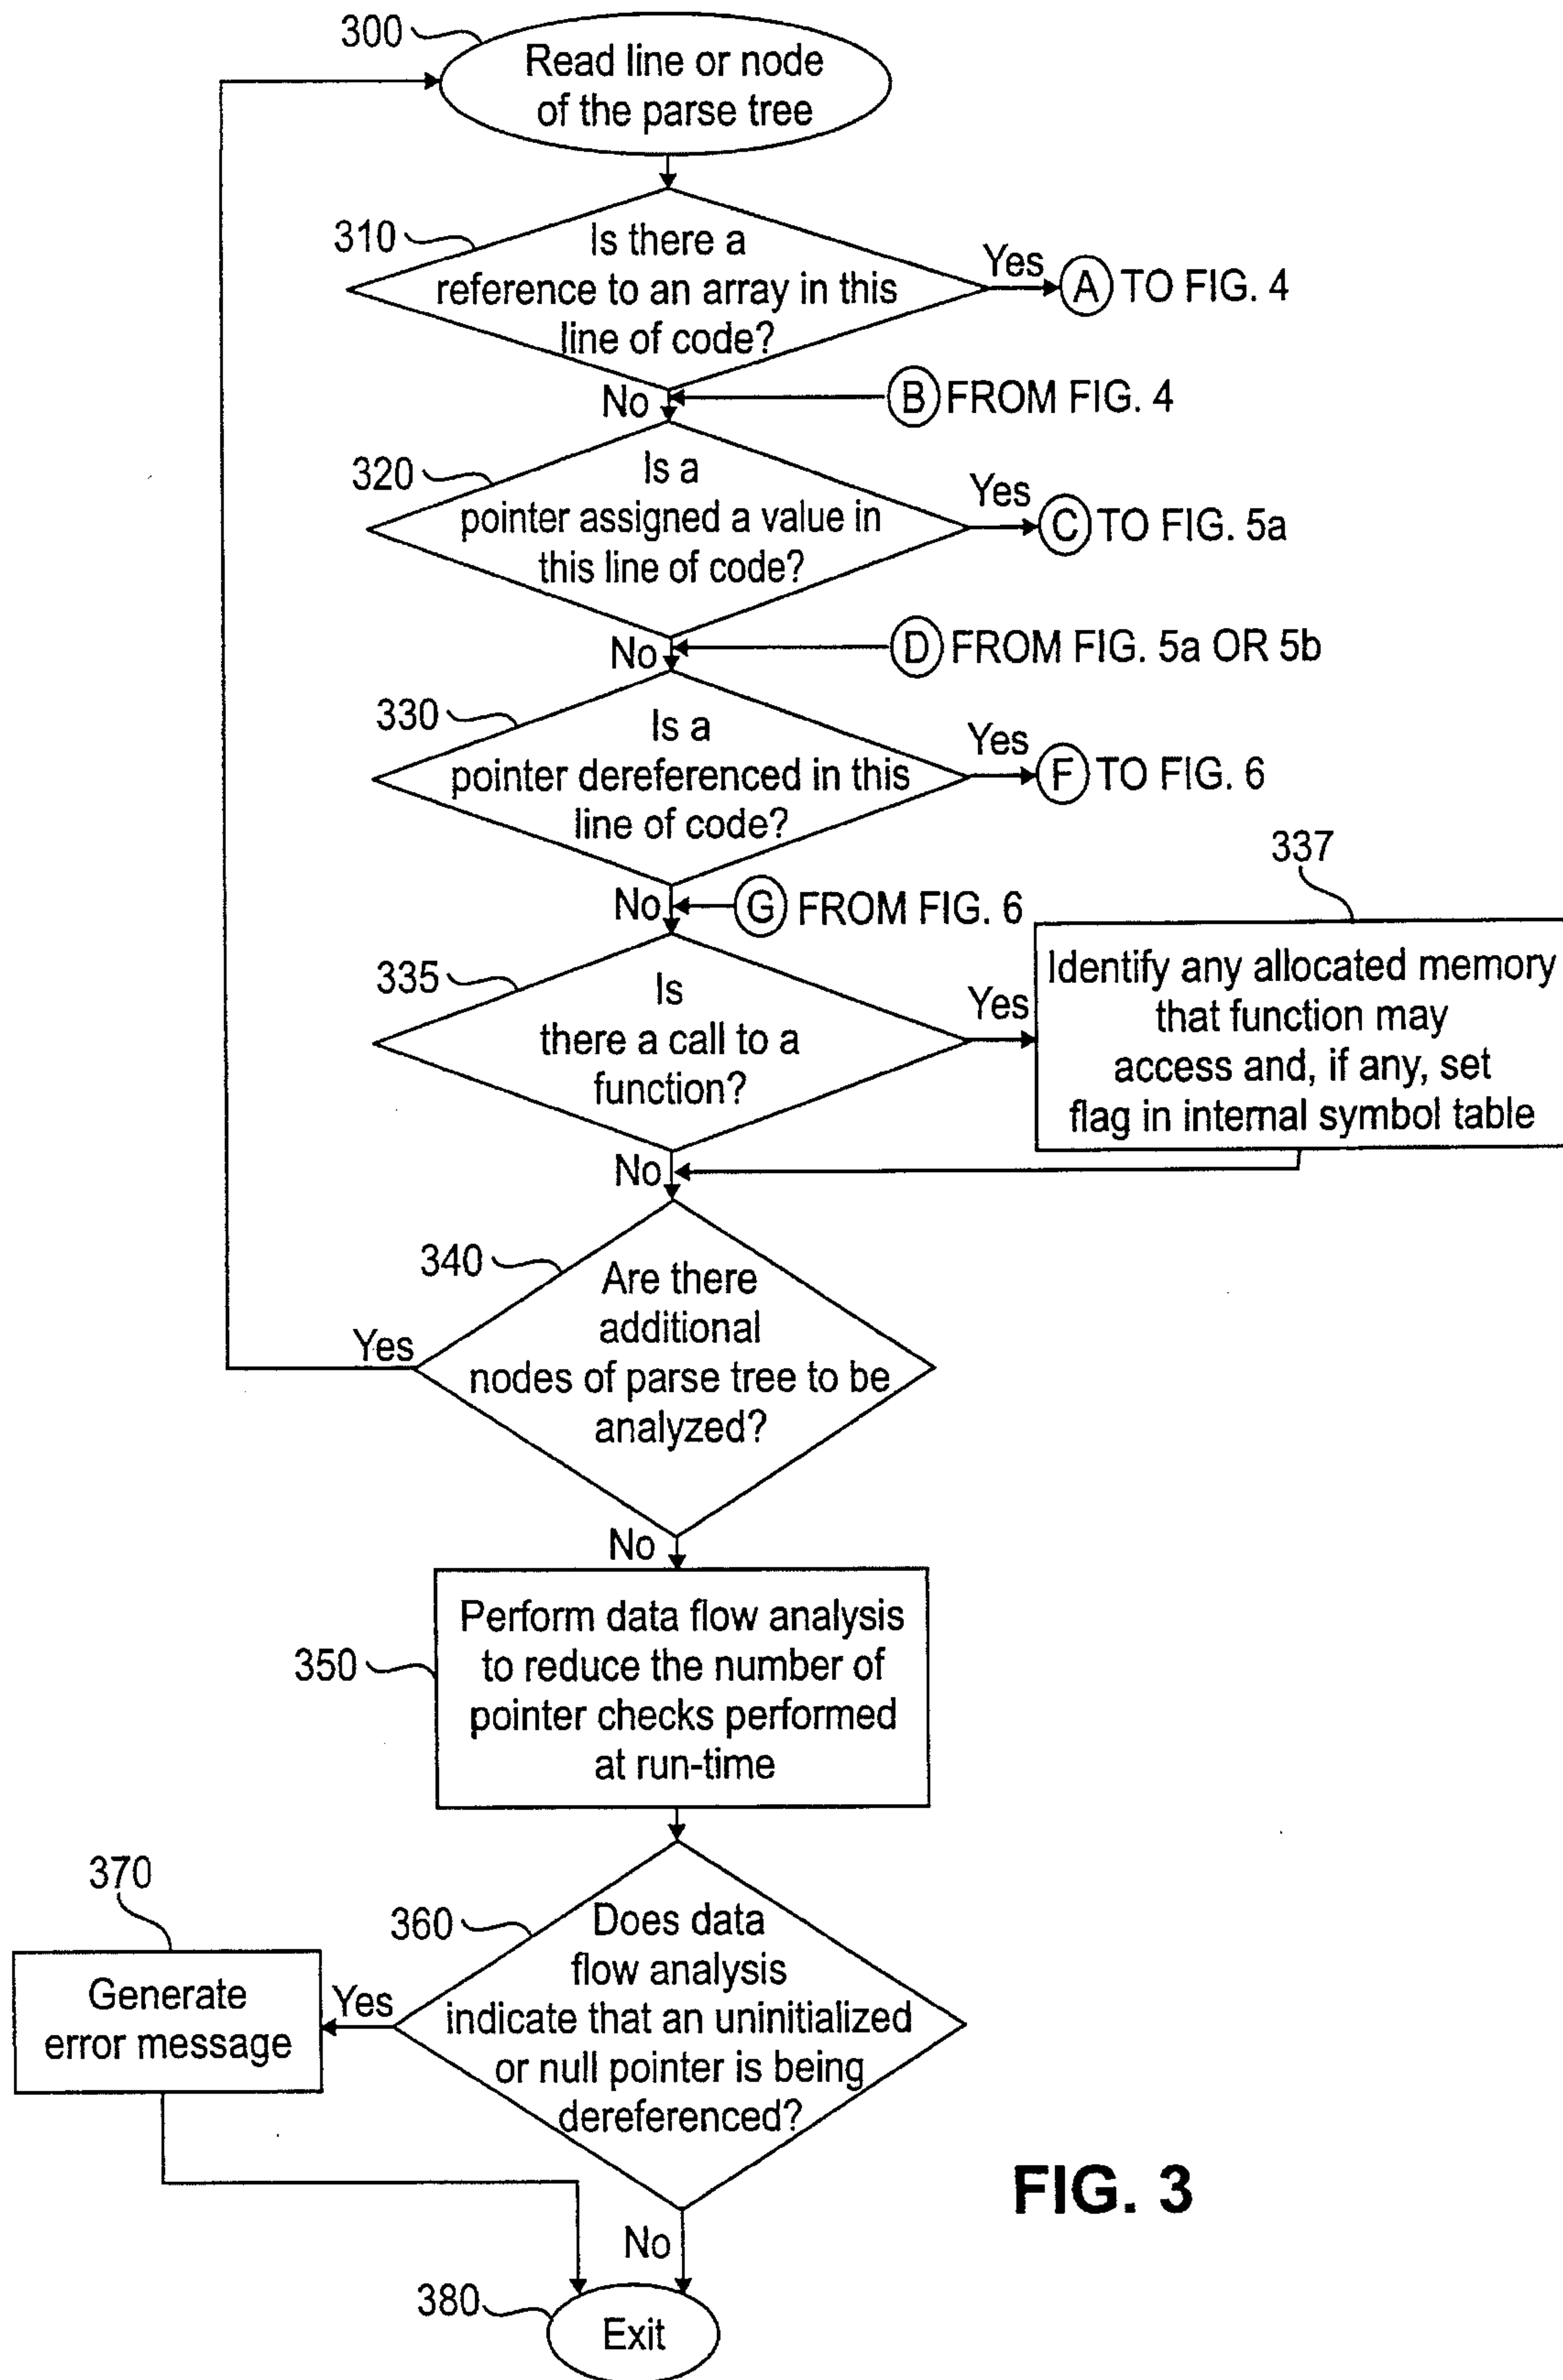 300
Read line or node
of the parse tree
310
Is there a
reference to an array in this
line of code?
Yes
A TO FIG. 4
No
B FROM FIG. 4
320
Is a
pointer assigned a value in
this line of code?
Yes
C TO FIG. 5a
No
D FROM FIG. 5a OR 5b
330
Is a
pointer dereferenced in this
line of code?
Yes
F TO FIG. 6
No
G FROM FIG. 6
335
Is
there a call to a
function?
Yes
337
Identify any allocated memory
that function may
access and, if any, set
flag in internal symbol table
No
340
Are there
additional
nodes of parse tree to be
analyzed?
Yes
No
350
Perform data flow analysis
to reduce the number of
pointer checks performed
at run-time
360
Does data
flow analysis
indicate that an uninitialized
or null pointer is being
dereferenced?
Yes
370
Generate
error message
No
380
Exit
FIG. 3